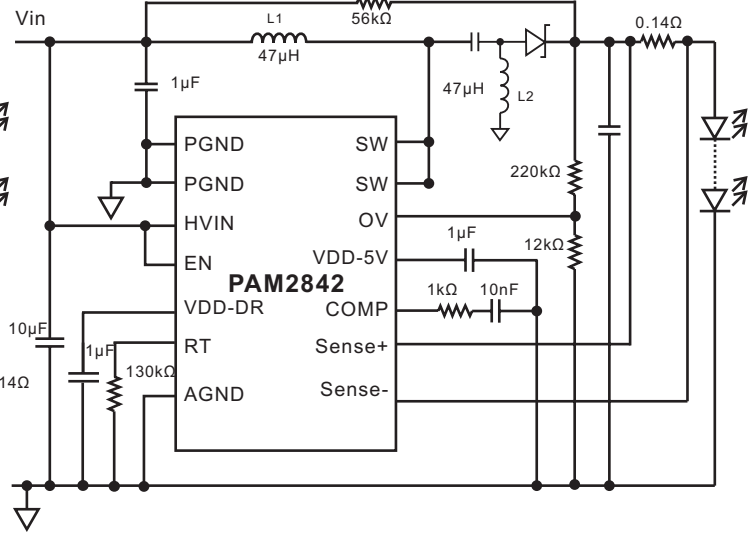 Vin
L1
56kΩ
0.14Ω
47μH
1μF
47μH
L2
PGND
SW
PGND
SW
220kΩ
HVIN
OV
12kΩ
1μF
EN
VDD-5V
PAM2842
VDD-DR
COMP
1kΩ
10nF
10μF
1μF
RT
Sense+
130kΩ
14Ω
AGND
Sense-